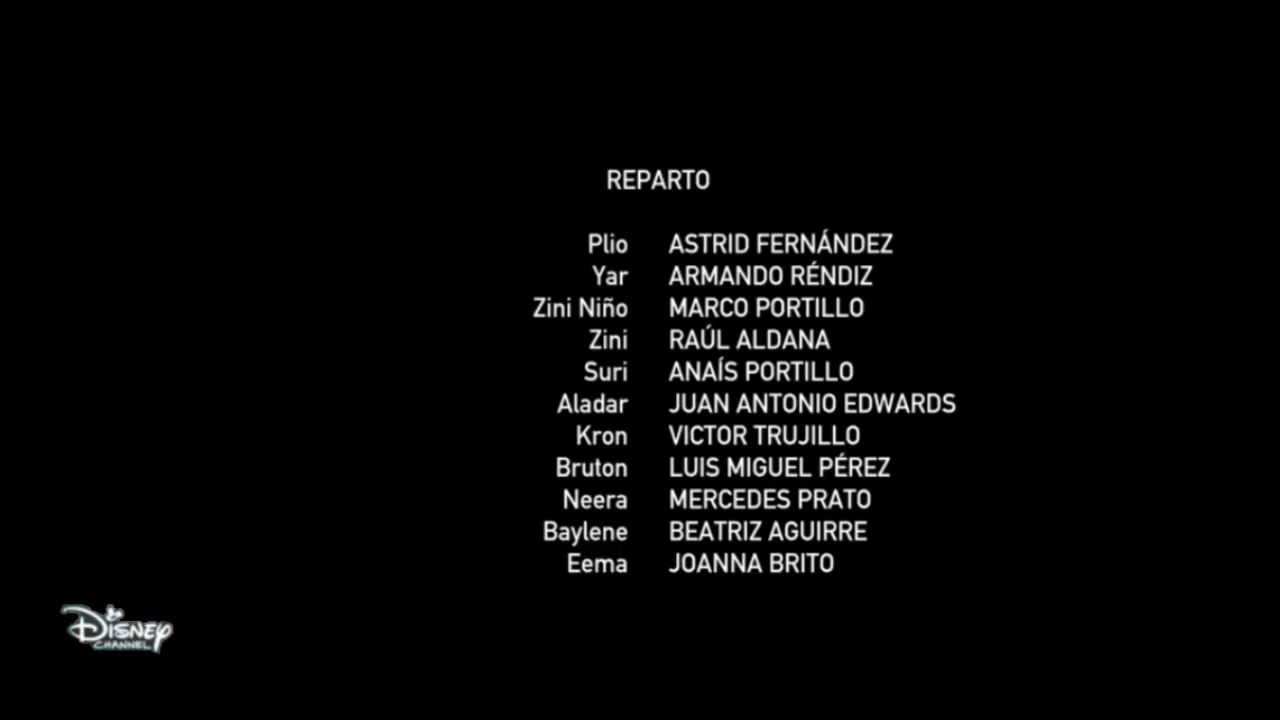 REPARTO
Plio ASTRID FERNÁNDEZ
Yar ARMANDO RÉNDIZ
Zini Niño MARCO PORTILLO
Zini RAÚL ALDANA
Suri ANAÍS PORTILLO
Aladar JUAN ANTONIO EDWARDS
Kron VICTOR TRUJILLO
Bruton LUIS MIGUEL PÉREZ
Neera MERCEDES PRATO
Baylene BEATRIZ AGUIRRE
Eema JOANNA BRITO
Disney
CHANNEL